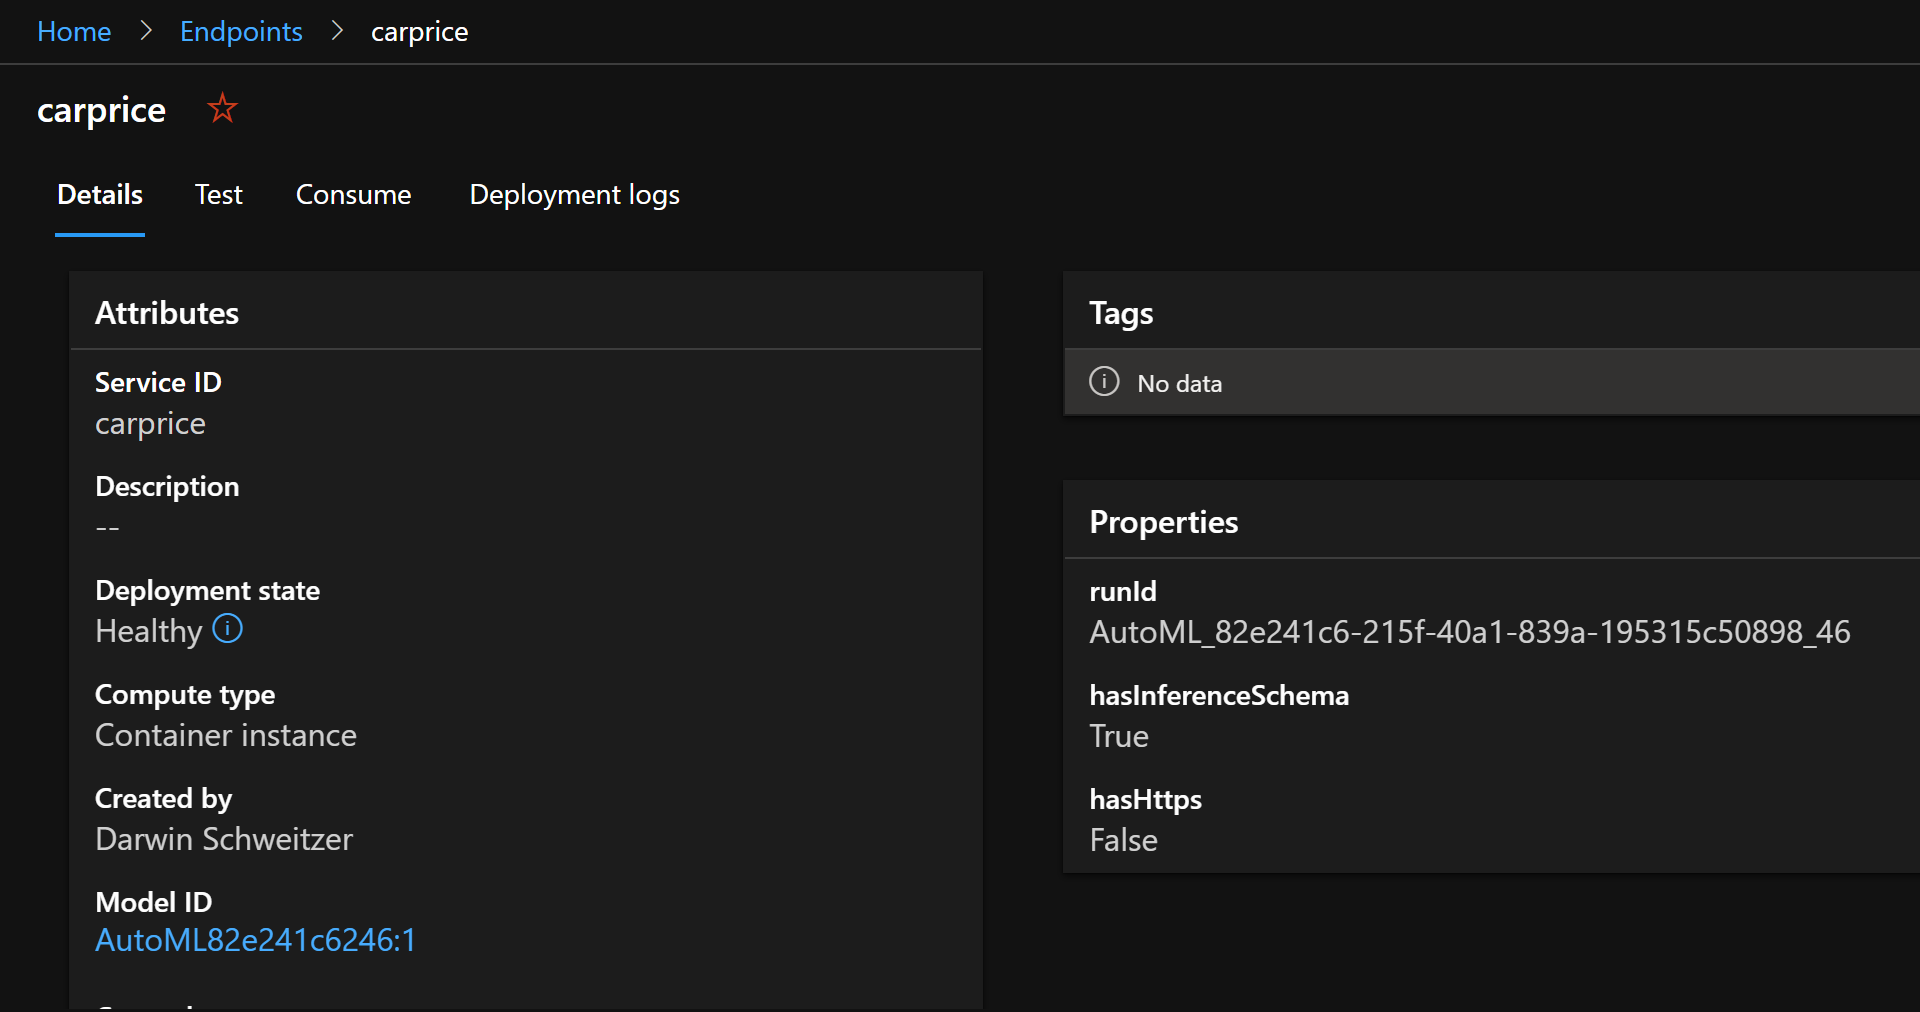 Home > Endpoints > carprice
carprice
Details Test Consume Deployment logs
Attributes
Service ID
carprice
Description
--
Deployment state
Healthy
Compute type
Container instance
Created by
Darwin Schweitzer
Model ID
AutoML82e241c6246:1
Tags
No data
Properties
runId
AutoML_82e241c6-215f-40a1-839a-195315c50898_46
hasInferenceSchema
True
hasHttps
False